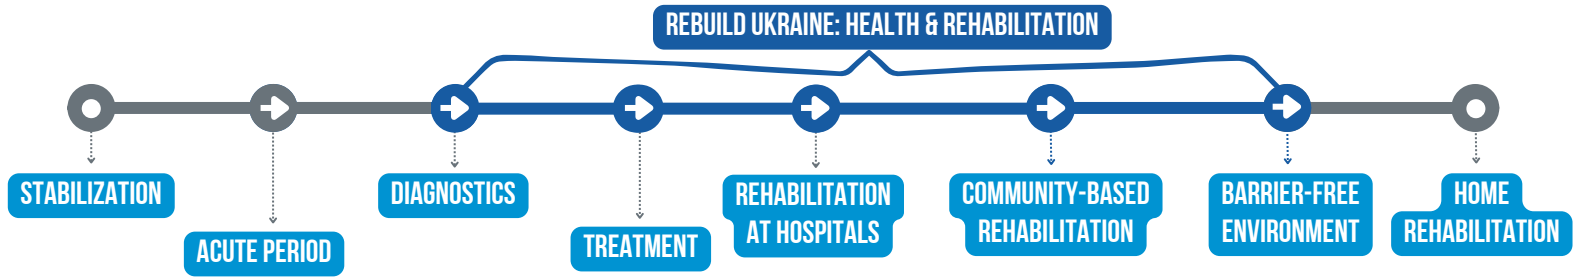 REBUILD UKRAINE: HEALTH & REHABILITATION
STABILIZATION
ACUTE PERIOD
DIAGNOSTICS
TREATMENT
REHABILITATION
AT HOSPITALS
COMMUNITY-BASED
REHABILITATION
BARRIER-FREE
ENVIRONMENT
HOME
REHABILITATION